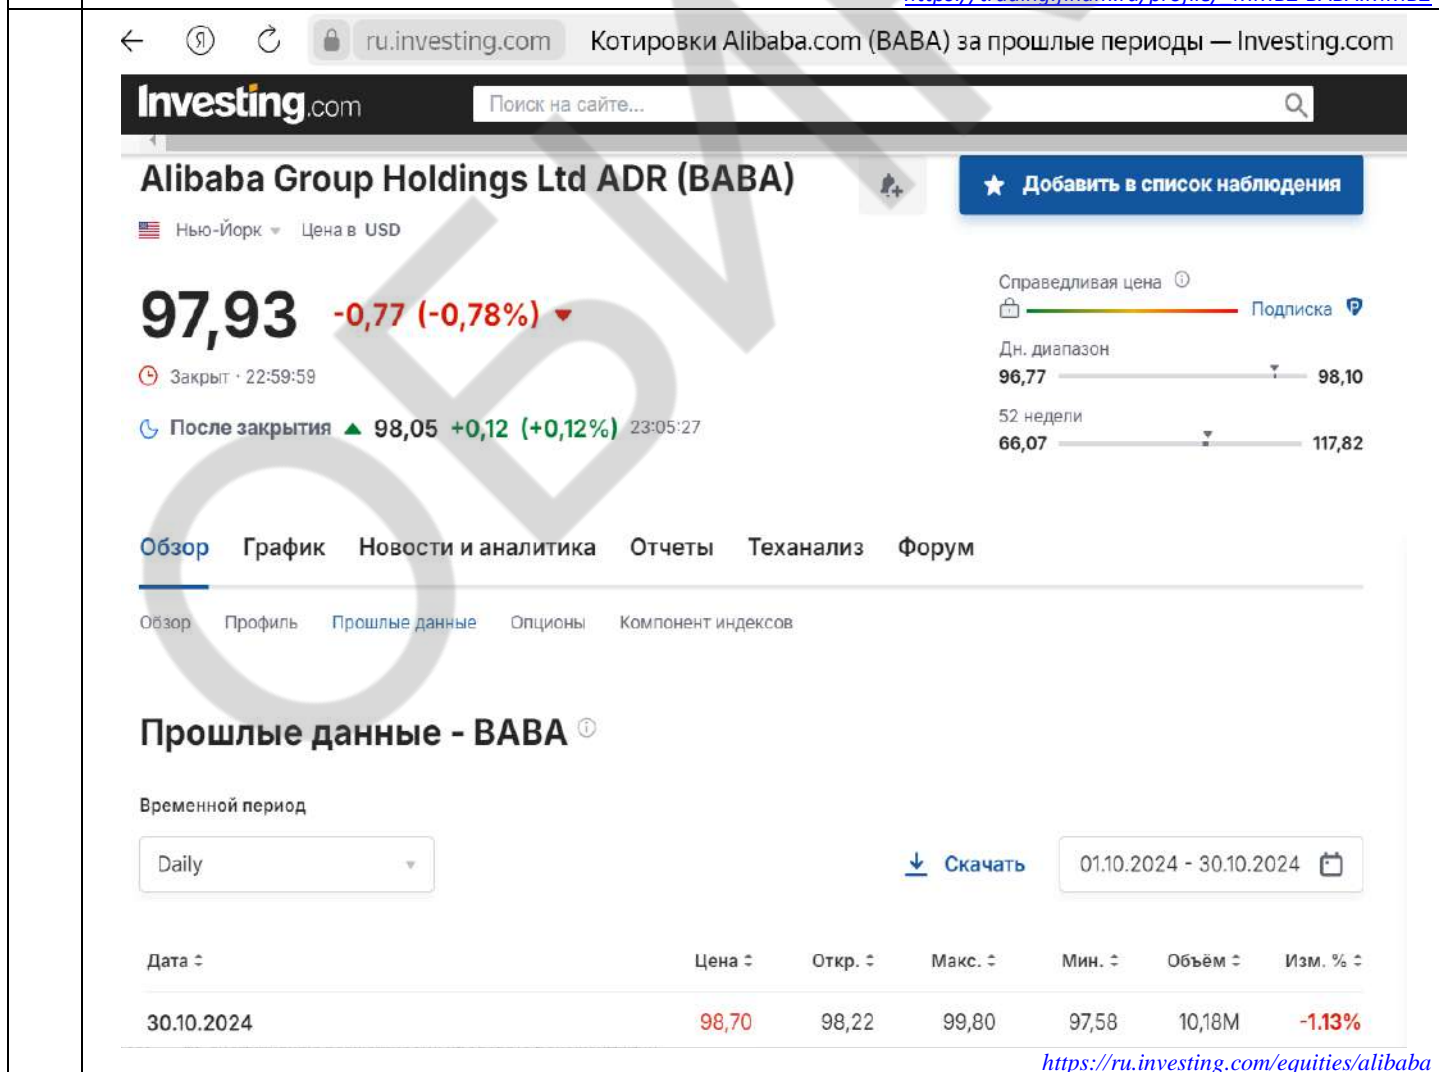 ru.investing.com Котировки Alibaba.com (BABA) за прошлые периоды — Investing.com
Investing.com Поиск на сайте...
Alibaba Group Holdings Ltd ADR (BABA) Добавить в список наблюдения
Нью-Йорк Цена в USD
Справедливая цена
97,93 -0,77 (-0,78%) Подписка
Дн. диапазон
Закрыт · 22:59:59 96,77 98,10
52 недели
После закрытия 98,05 +0,12 (+0,12%) 23:05:27 66,07 117,82
Обзор График Новости и аналитика Отчеты Теханализ Форум
Обзор Профиль Прошлые данные Опционы Компонент индексов
Прошлые данные - BABA
Временной период
Daily Скачать 01.10.2024 - 30.10.2024
Дата Цена Откр. Макс. Мин. Объём Изм. %
30.10.2024 98,70 98,22 99,80 97,58 10,18M -1.13%
https://ru.investing.com/equities/alibaba